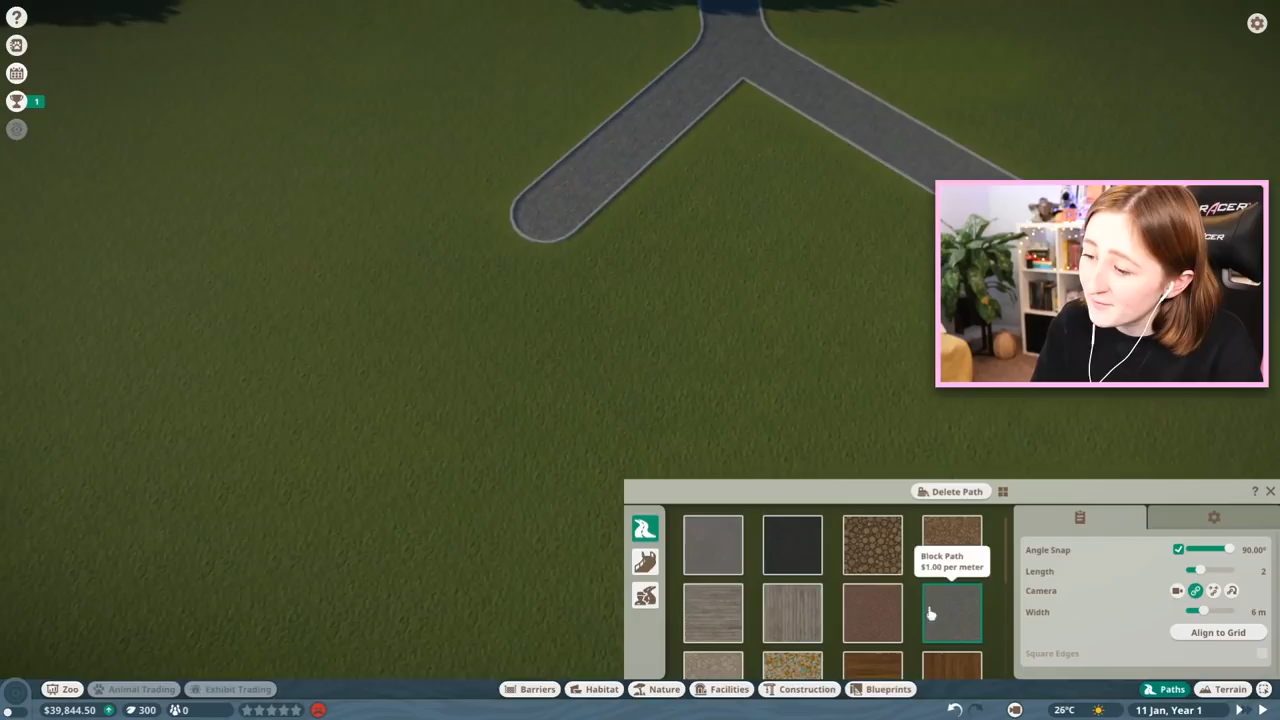 ?
1
RACER
CER
Delete Path
?
Block Path
$1.00 per meter
Angle Snap
90.00°
Length
2
Camera
Width
6 m
Align to Grid
Square Edges
Zoo
Animal Trading
Exhibit Trading
Barriers
Habitat
Nature
Facilities
Construction
Blueprints
Paths
Terrain
$39,844.50
300
0
26°C
11 Jan, Year 1